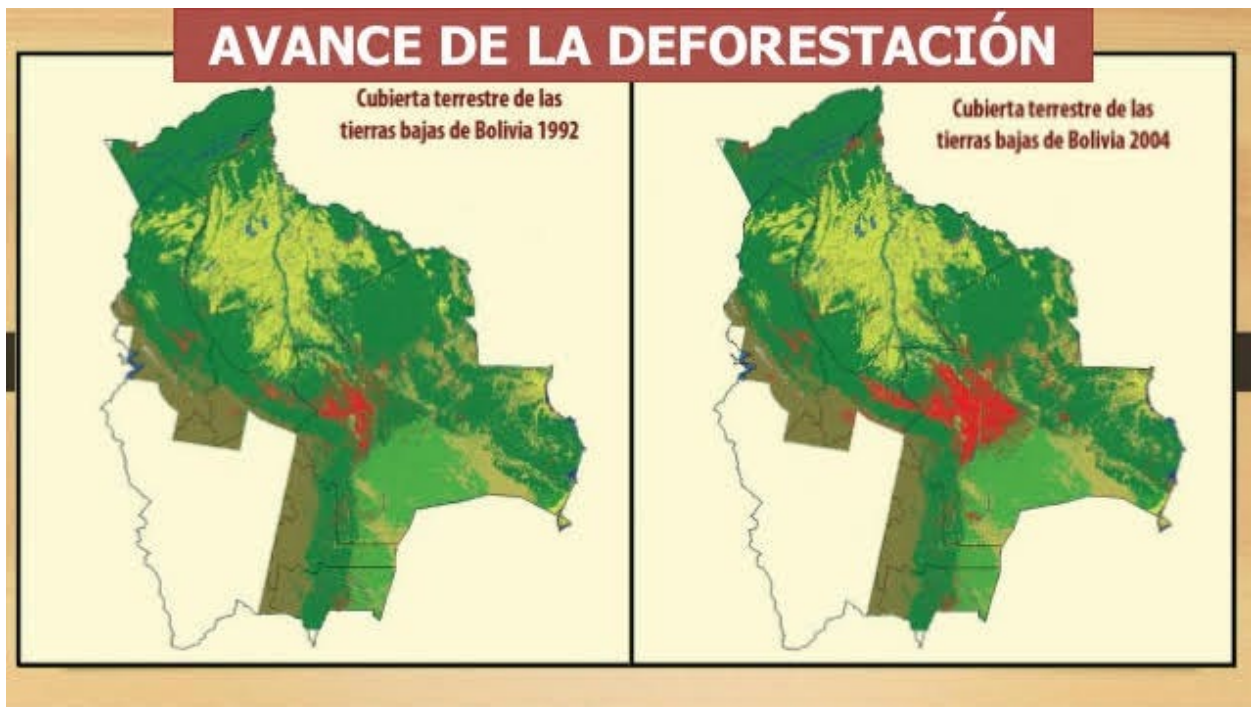 AVANCE DE LA DEFORESTACIÓN
Cubierta terrestre de las
tierras bajas de Bolivia 1992
Cubierta terrestre de las
tierras bajas de Bolivia 2004